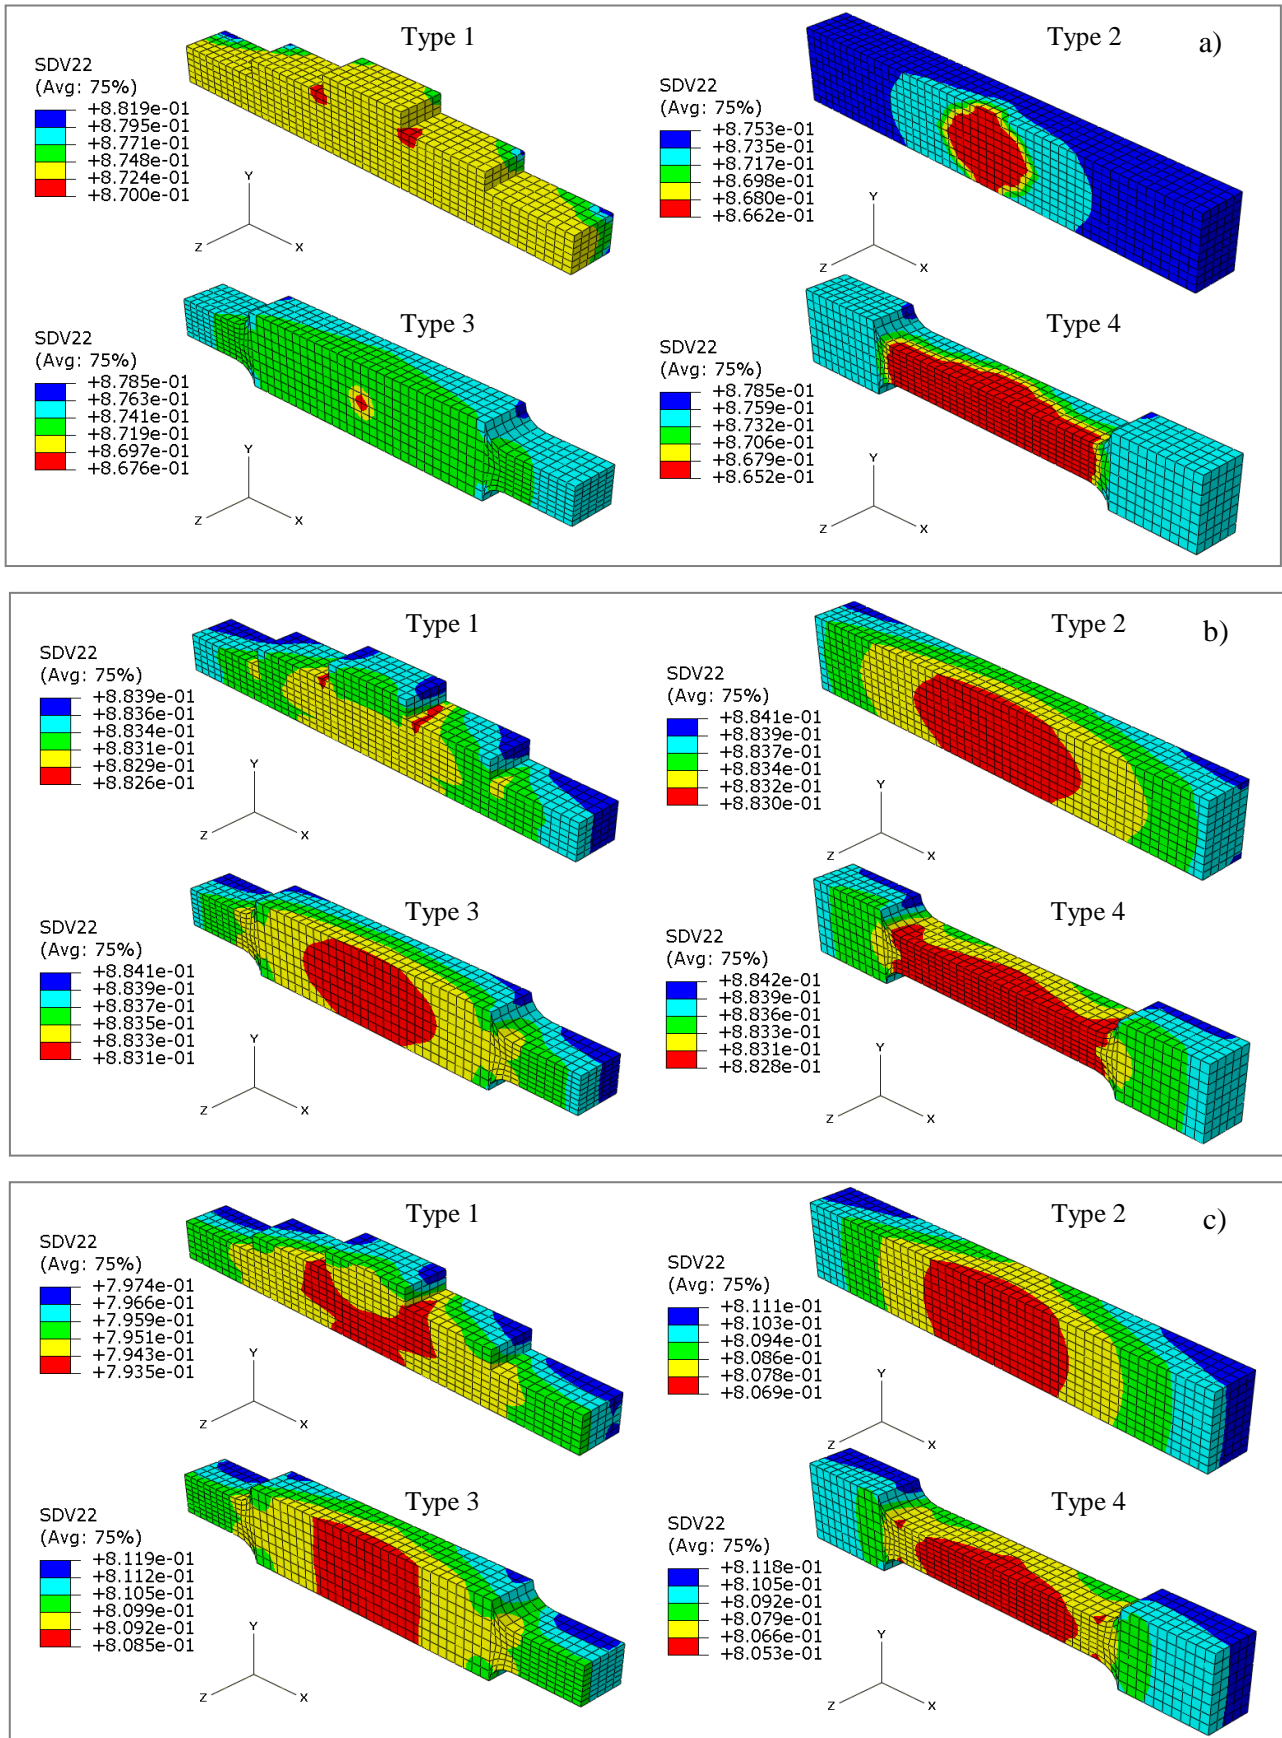 Type 1
SDV22
(Avg: 75%)
+8.819e-01
+8.795e-01
+8.771e-01
+8.748e-01
+8.724e-01
+8.700e-01
Y
Z
X
Type 2
a)
SDV22
(Avg: 75%)
+8.753e-01
+8.735e-01
+8.717e-01
+8.698e-01
+8.680e-01
+8.662e-01
Y
Z
X
Type 3
SDV22
(Avg: 75%)
+8.785e-01
+8.763e-01
+8.741e-01
+8.719e-01
+8.697e-01
+8.676e-01
Y
Z
X
Type 4
SDV22
(Avg: 75%)
+8.785e-01
+8.759e-01
+8.732e-01
+8.706e-01
+8.679e-01
+8.652e-01
Y
Z
X
Type 1
SDV22
(Avg: 75%)
+8.839e-01
+8.836e-01
+8.834e-01
+8.831e-01
+8.829e-01
+8.826e-01
Y
Z
X
Type 2
b)
SDV22
(Avg: 75%)
+8.841e-01
+8.839e-01
+8.837e-01
+8.834e-01
+8.832e-01
+8.830e-01
Y
Z
X
Type 3
SDV22
(Avg: 75%)
+8.841e-01
+8.839e-01
+8.837e-01
+8.835e-01
+8.833e-01
+8.831e-01
Y
Z
X
Type 4
SDV22
(Avg: 75%)
+8.842e-01
+8.839e-01
+8.836e-01
+8.833e-01
+8.831e-01
+8.828e-01
Y
Z
X
Type 1
SDV22
(Avg: 75%)
+7.974e-01
+7.966e-01
+7.959e-01
+7.951e-01
+7.943e-01
+7.935e-01
Y
Z
X
Type 2
c)
SDV22
(Avg: 75%)
+8.111e-01
+8.103e-01
+8.094e-01
+8.086e-01
+8.078e-01
+8.069e-01
Y
Z
X
Type 3
SDV22
(Avg: 75%)
+8.119e-01
+8.112e-01
+8.105e-01
+8.099e-01
+8.092e-01
+8.085e-01
Y
Z
X
Type 4
SDV22
(Avg: 75%)
+8.118e-01
+8.105e-01
+8.092e-01
+8.079e-01
+8.066e-01
+8.053e-01
Y
Z
X